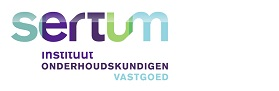 sertum
instituut
ONDERHOUDSKUNDIGEN
VASTGOED